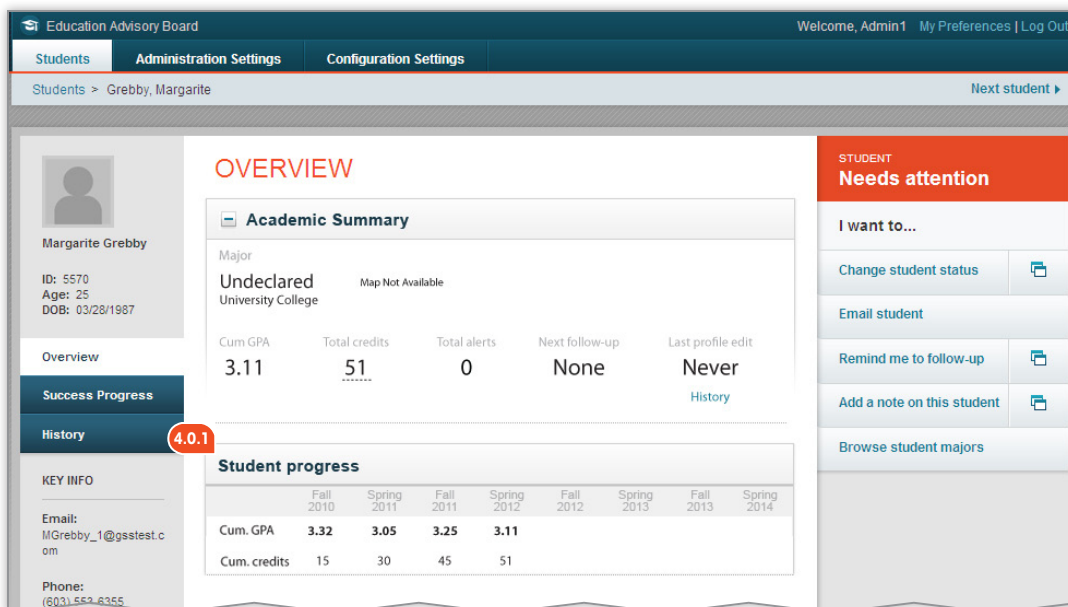 Education Advisory Board
Welcome, Admin1 My Preferences | Log Out
Students Administration Settings Configuration Settings
Students > Grebby, Margarite
Next student
Margarite Grebby
ID: 5570
Age: 25
DOB: 03/28/1987
Overview
Success Progress
History
4.0.1
KEY INFO
Email:
MGrebby_1@gsstest.c
om
Phone:
(603) 553-6355
OVERVIEW
Academic Summary
Major
Undeclared Map Not Available
University College
Cum GPA Total credits Total alerts Next follow-up Last profile edit
3.11 51 0 None Never
History
Student progress
Fall Spring Fall Spring Fall Spring Fall Spring
2010 2011 2011 2012 2012 2013 2013 2014
Cum. GPA 3.32 3.05 3.25 3.11
Cum. credits 15 30 45 51
STUDENT
Needs attention
I want to...
Change student status
Email student
Remind me to follow-up
Add a note on this student
Browse student majors